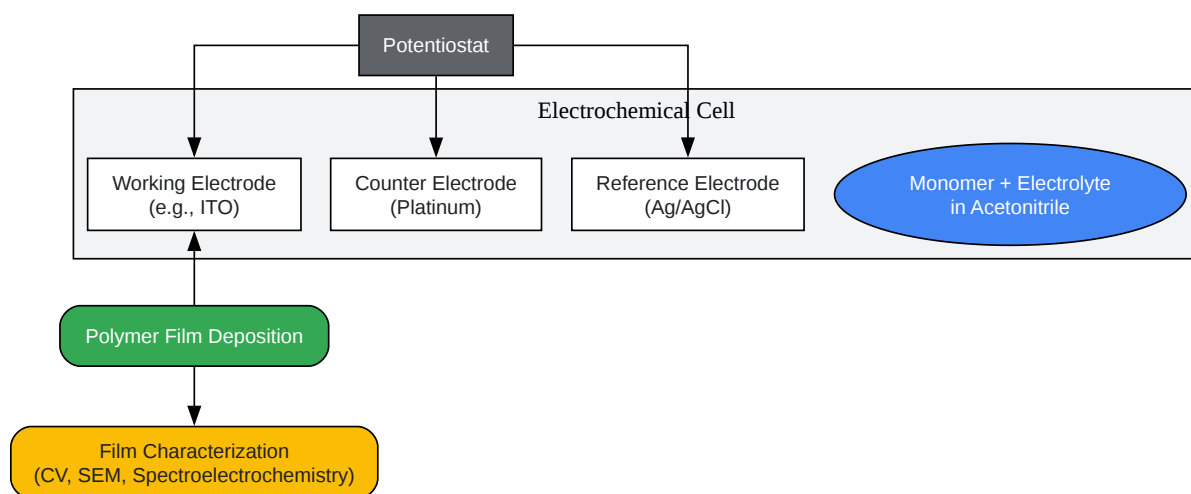 Potentiostat
Electrochemical Cell
Working Electrode
(e.g., ITO)
Counter Electrode
(Platinum)
Reference Electrode
(Ag/AgCl)
Monomer + Electrolyte
in Acetonitrile
Polymer Film Deposition
Film Characterization
(CV, SEM, Spectroelectrochemistry)